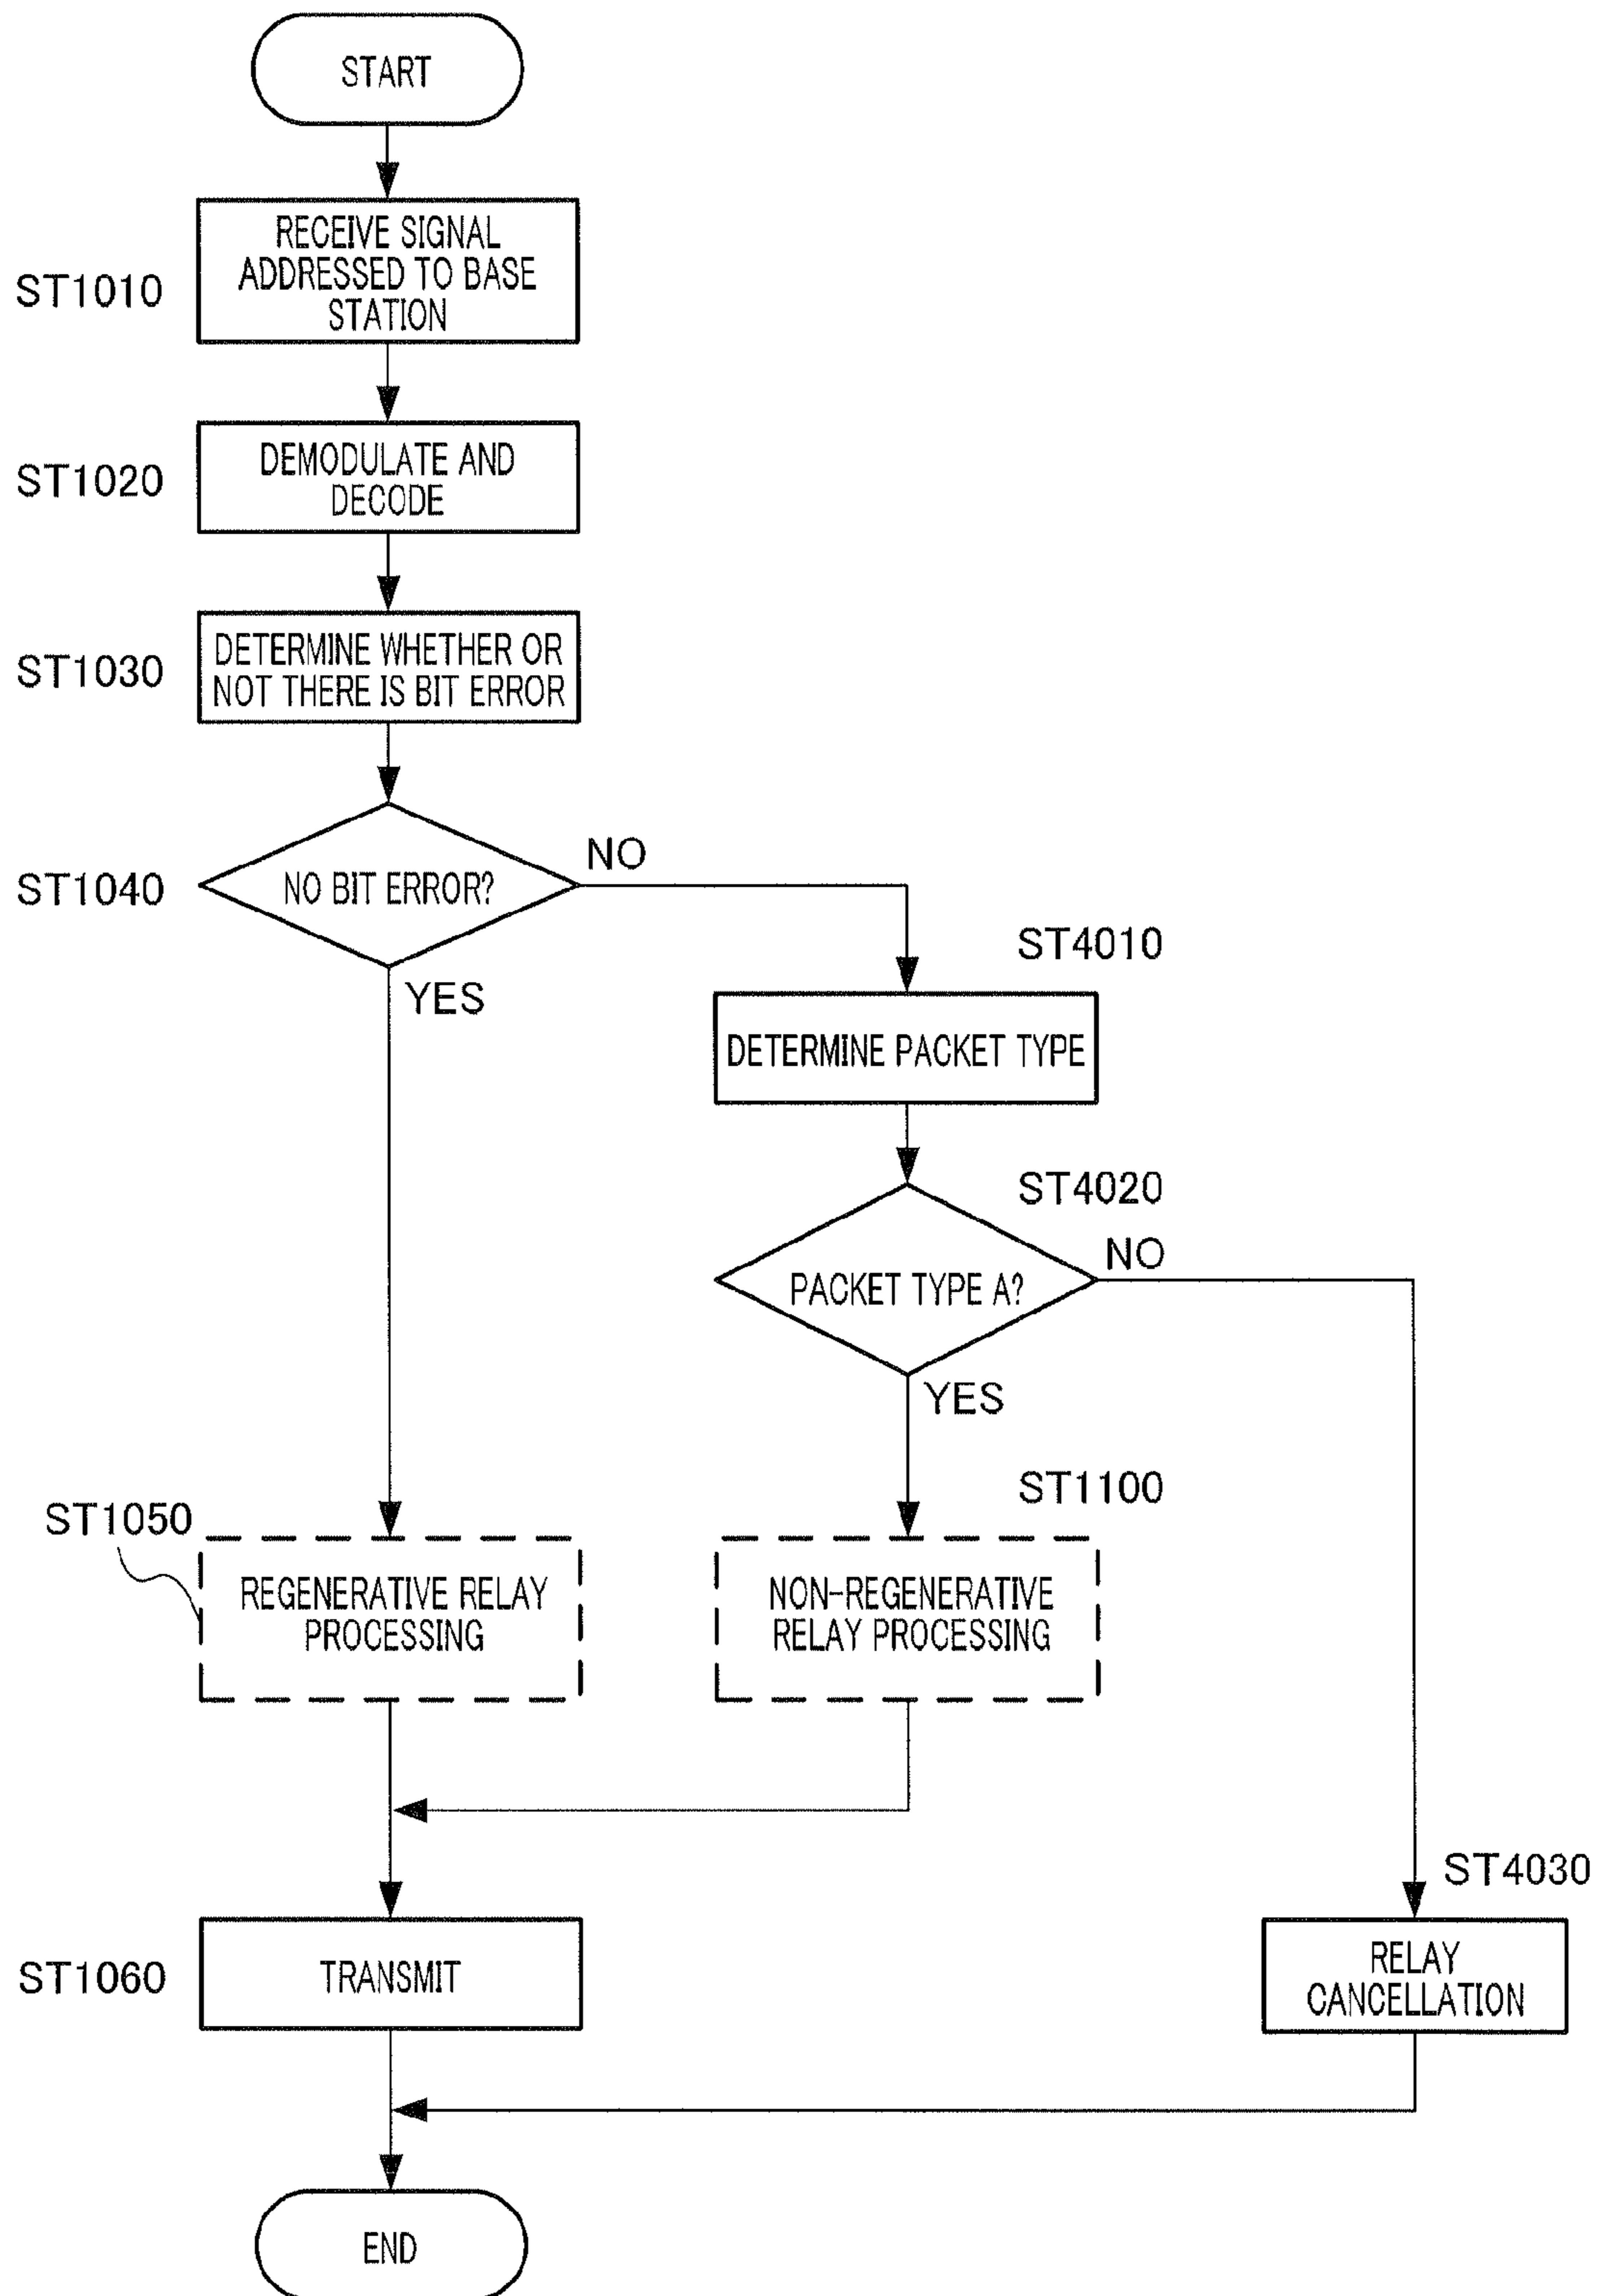 START
ST1010
RECEIVE SIGNAL
ADDRESSED TO BASE
STATION
ST1020
DEMODULATE AND
DECODE
ST1030
DETERMINE WHETHER OR
NOT THERE IS BIT ERROR
ST1040
NO BIT ERROR?
NO
YES
ST4010
DETERMINE PACKET TYPE
ST4020
PACKET TYPE A?
NO
YES
ST1050
REGENERATIVE RELAY
PROCESSING
ST1100
NON-REGENERATIVE
RELAY PROCESSING
ST1060
TRANSMIT
ST4030
RELAY
CANCELLATION
END